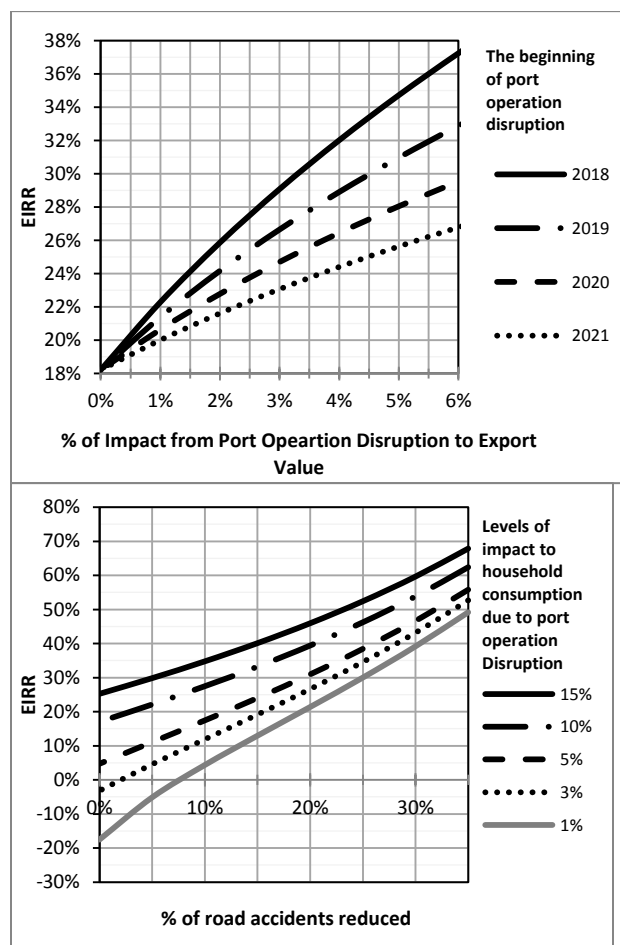 38%
36%
34%
32%
30%
28%
26%
24%
22%
20%
18%
EIRR
0% 1% 2% 3% 4% 5% 6%
% of Impact from Port Opeartion Disruption to Export
Value
The beginning
of port
operation
disruption
2018
2019
2020
2021
80%
70%
60%
50%
40%
30%
20%
10%
0%
-10%
-20%
-30%
EIRR
0% 10% 20% 30%
% of road accidents reduced
Levels of
impact to
household
consumption
due to port
operation
Disruption
15%
10%
5%
3%
1%